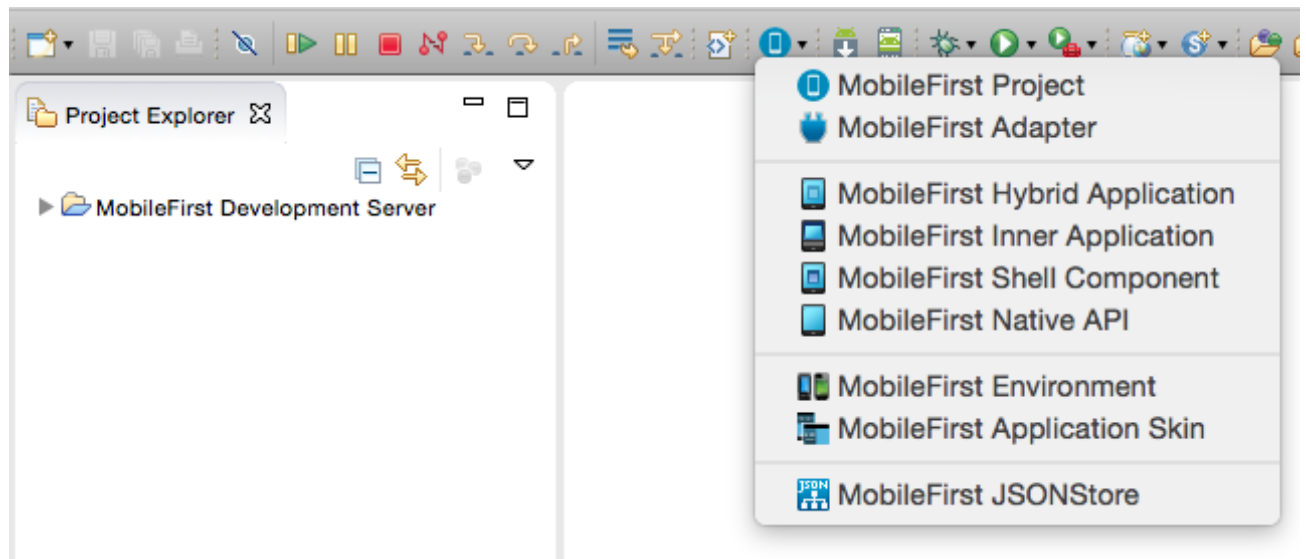 Project Explorer
MobileFirst Development Server
MobileFirst Project
MobileFirst Adapter
MobileFirst Hybrid Application
MobileFirst Inner Application
MobileFirst Shell Component
MobileFirst Native API
MobileFirst Environment
MobileFirst Application Skin
JSON
MobileFirst JSONStore